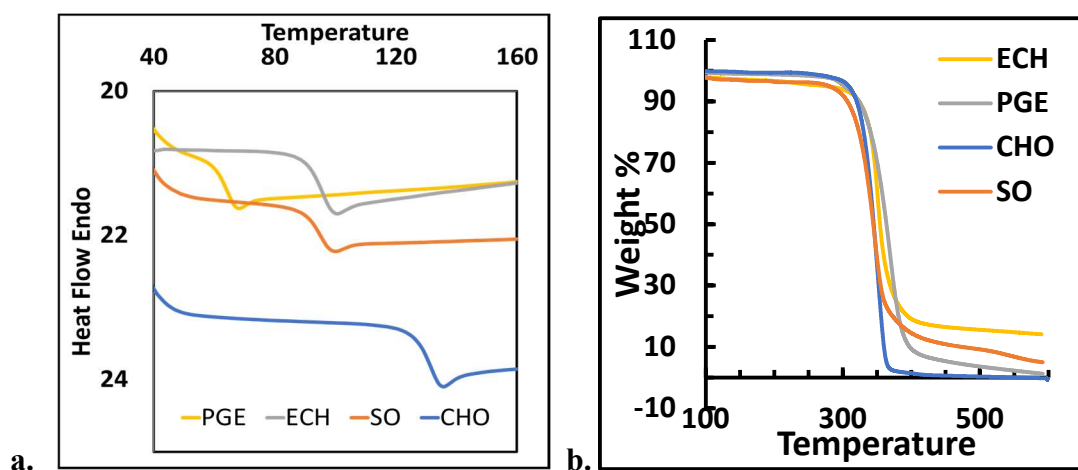 Temperature
40 80 120 160
20
22
24
Heat Flow Endo
PGE ECH SO CHO
a.
110
90
70
50
30
10
-10
Weight %
ECH
PGE
CHO
SO
100 300 500
Temperature
b.